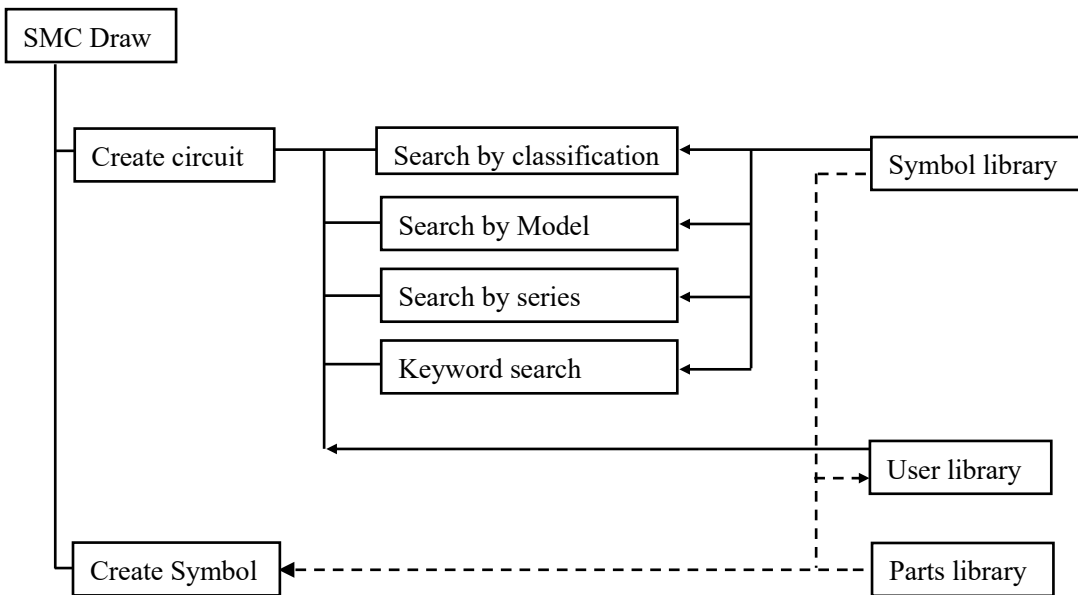 SMC Draw
Create circuit
Search by classification
Symbol library
Search by Model
Search by series
Keyword search
User library
Create Symbol
Parts library